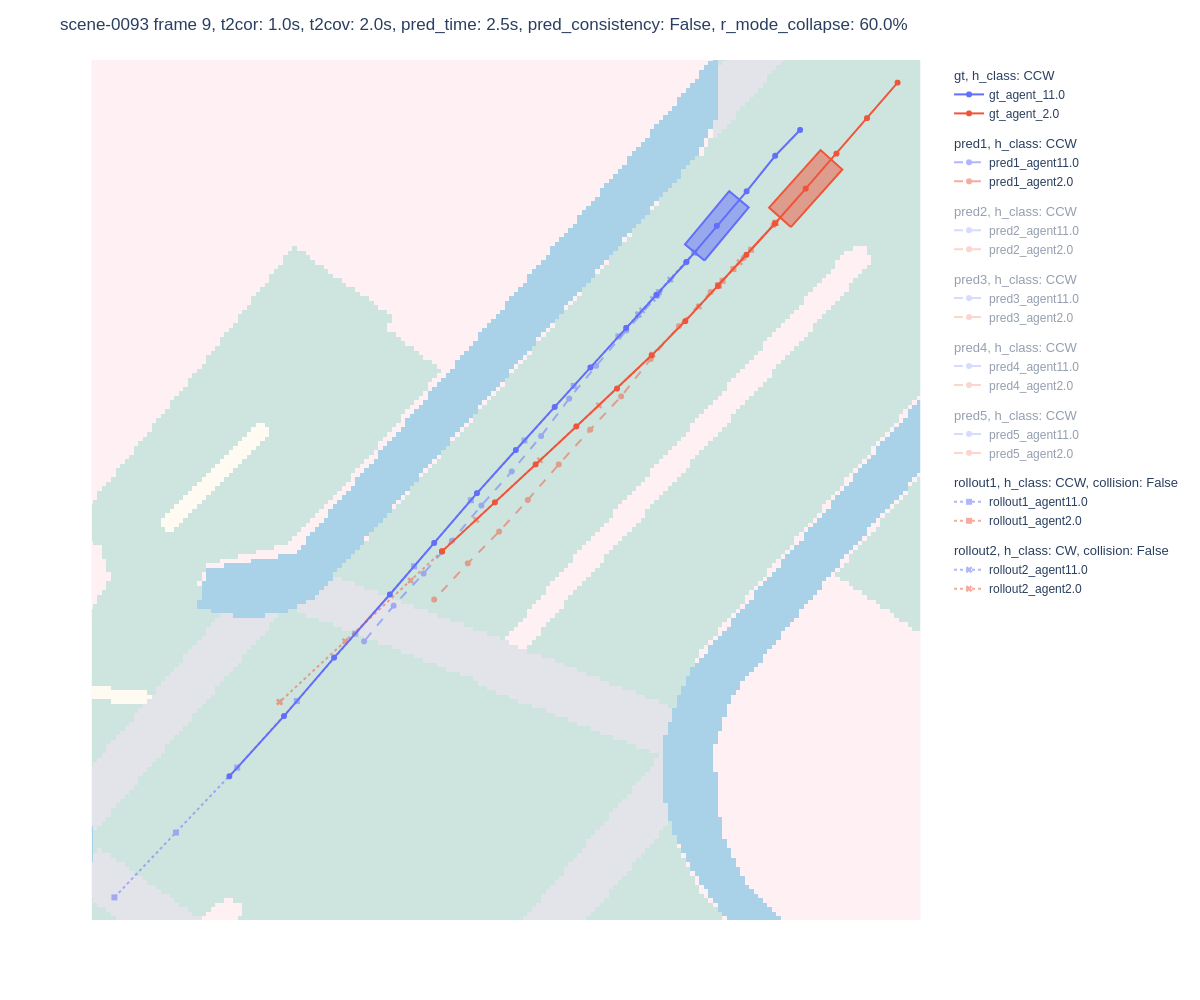 scene-0093 frame 9, t2cor: 1.0s, t2cov: 2.0s, pred_time: 2.5s, pred_consistency: False, r_mode_collapse: 60.0%
gt, h_class: CCW
gt_agent_11.0
gt_agent_2.0
pred1, h_class: CCW
pred1_agent11.0
pred1_agent2.0
pred2, h_class: CCW
pred2_agent11.0
pred2_agent2.0
pred3, h_class: CCW
pred3_agent11.0
pred3_agent2.0
pred4, h_class: CCW
pred4_agent11.0
pred4_agent2.0
pred5, h_class: CCW
pred5_agent11.0
pred5_agent2.0
rollout1, h_class: CCW, collision: False
rollout1_agent11.0
rollout1_agent2.0
rollout2, h_class: CW, collision: False
rollout2_agent11.0
rollout2_agent2.0